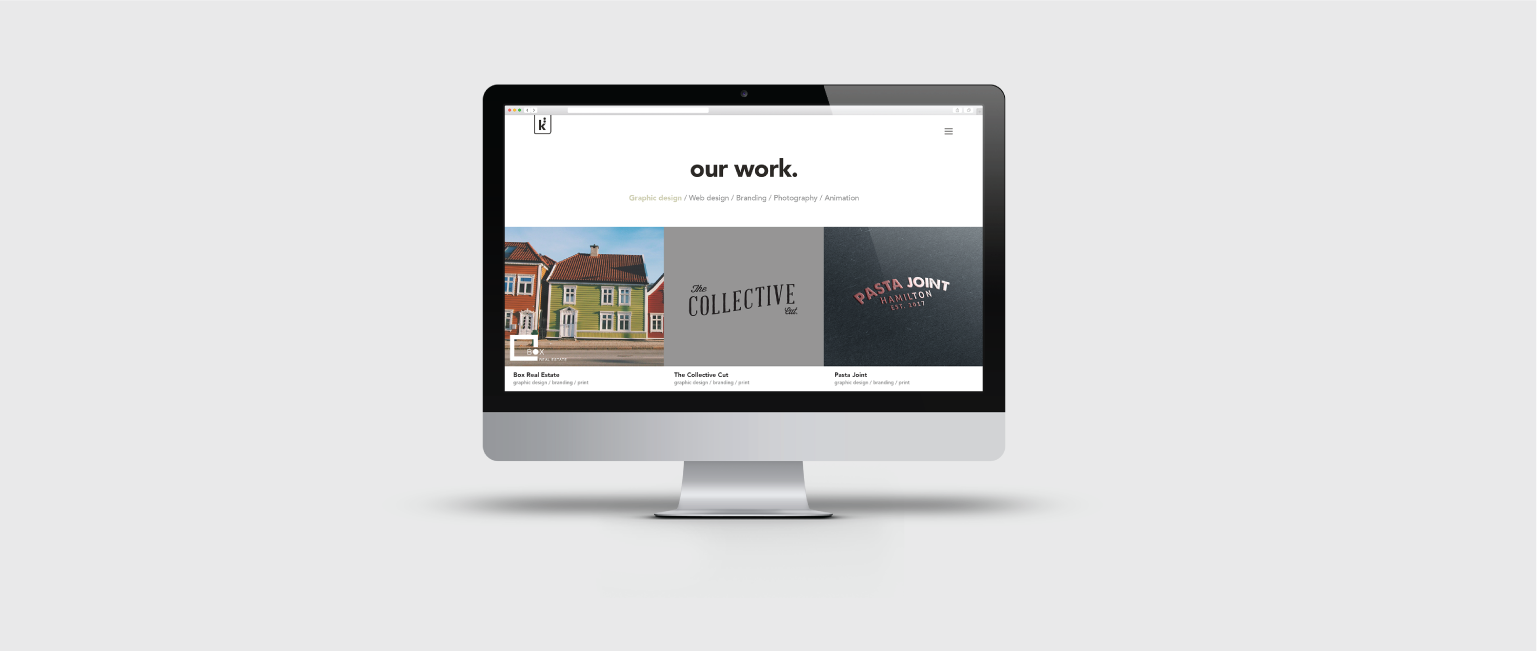 k
our work.
Graphic design / Web design / Branding / Photography / Animation
BOX
REAL ESTATE
The
COLLECTIVE
Cut.
PASTA JOINT
HAMILTON
EST. 2017
Box Real Estate
graphic design / branding / print
The Collective Cut
graphic design / branding / print
Pasta Joint
graphic design / branding / print